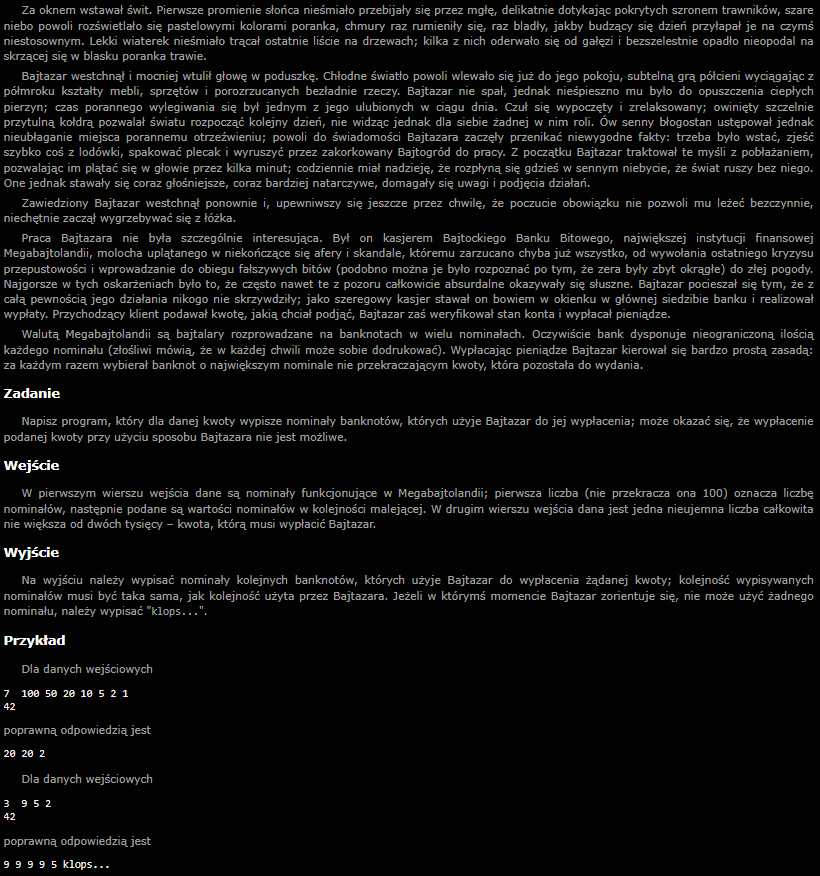 Za oknem wstawał świt. Pierwsze promienie słońca nieśmiało przebijały się przez mgłę, delikatnie dotykając pokrytych szronem trawników, szare
niebo powoli rozświetlało się pastelowymi kolorami poranka, chmury raz rumieniły się, raz bladły, jakby budzący się dzień przyłapał je na czymś
niestosownym. Lekki wiaterek nieśmiało trącał ostatnie liście na drzewach; kilka z nich oderwało się od gałęzi i bezszelestnie opadło nieopodal na
skrzącej się w blasku poranka trawie.
Bajtazar westchnął i mocniej wtulił głowę w poduszkę. Chłodne światło powoli wlewało się już do jego pokoju, subtelną grą półcieni wyciągając z
półmroku kształty mebli, sprzętów i porozrzucanych bezładnie rzeczy. Bajtazar nie spał, jednak nieśpieszno mu było do opuszczenia ciepłych
pierzyn; czas porannego wylegiwania się był jednym z jego ulubionych w ciągu dnia. Czuł się wypoczęty i zrelaksowany; owinięty szczelnie
przytulną kołdrą pozwalał światu rozpocząć kolejny dzień, nie widząc jednak dla siebie żadnej w nim roli. Ów senny błogostan ustępował jednak
nieubłaganie miejsca porannemu otrzeźwieniu; powoli do świadomości Bajtazara zaczęły przenikać niewygodne fakty: trzeba było wstać, zjeść
szybko coś z lodówki, spakować plecak i wyruszyć przez zakorkowany Bajtogród do pracy. Z początku Bajtazar traktował te myśli z pobłażaniem,
pozwalając im plątać się w głowie przez kilka minut; codziennie miał nadzieję, że rozpłyną się gdzieś w sennym niebycie, że świat ruszy bez niego.
One jednak stawały się coraz głośniejsze, coraz bardziej natarczywe, domagały się uwagi i podjęcia działań.
Zawiedziony Bajtazar westchnął ponownie i, upewniwszy się jeszcze przez chwilę, że poczucie obowiązku nie pozwoli mu leżeć bezczynnie,
niechętnie zaczął wygrzebywać się z łóżka.
Praca Bajtazara nie była szczególnie interesująca. Był on kasjerem Bajtockiego Banku Bitowego, największej instytucji finansowej
Megabajtolandii, molocha uplątanego w niekończące się afery i skandale, któremu zarzucano chyba już wszystko, od wywołania ostatniego kryzysu
przepustowości i wprowadzanie do obiegu fałszywych bitów (podobno można je było rozpoznać po tym, że zera były zbyt okrągłe) do złej pogody.
Najgorsze w tych oskarżeniach było to, że często nawet te z pozoru całkowicie absurdalne okazywały się słuszne. Bajtazar pocieszał się tym, że z
całą pewnością jego działania nikogo nie skrzywdziły; jako szeregowy kasjer stawał on bowiem w okienku w głównej siedzibie banku i realizował
wypłaty. Przychodzący klient podawał kwotę, jaką chciał podjąć, Bajtazar zaś weryfikował stan konta i wypłacał pieniądze.
Walutą Megabajtolandii są bajtalary rozprowadzane na banknotach w wielu nominałach. Oczywiście bank dysponuje nieograniczoną ilością
każdego nominału (złośliwi mówią, że w każdej chwili może sobie dodrukować). Wypłacając pieniądze Bajtazar kierował się bardzo prostą zasadą:
za każdym razem wybierał banknot o największym nominale nie przekraczającym kwoty, która pozostała do wydania.
Zadanie
Napisz program, który dla danej kwoty wypisze nominały banknotów, których użyje Bajtazar do jej wypłacenia; może okazać się, że wypłacenie
podanej kwoty przy użyciu sposobu Bajtazara nie jest możliwe.
Wejście
W pierwszym wierszu wejścia dane są nominały funkcjonujące w Megabajtolandii; pierwsza liczba (nie przekracza ona 100) oznacza liczbę
nominałów, następnie podane są wartości nominałów w kolejności malejącej. W drugim wierszu wejścia dana jest jedna nieujemna liczba całkowita
nie większa od dwóch tysięcy – kwota, którą musi wypłacić Bajtazar.
Wyjście
Na wyjściu należy wypisać nominały kolejnych banknotów, których użyje Bajtazar do wypłacenia żądanej kwoty; kolejność wypisywanych
nominałów musi być taka sama, jak kolejność użyta przez Bajtazara. Jeżeli w którymś momencie Bajtazar zorientuje się, nie może użyć żadnego
nominału, należy wypisać "klops...".
Przykład
Dla danych wejściowych
7  100 50 20 10 5 2 1
42
poprawną odpowiedzią jest
20 20 2
Dla danych wejściowych
3  9 5 2
42
poprawną odpowiedzią jest
9 9 9 9 5 klops...